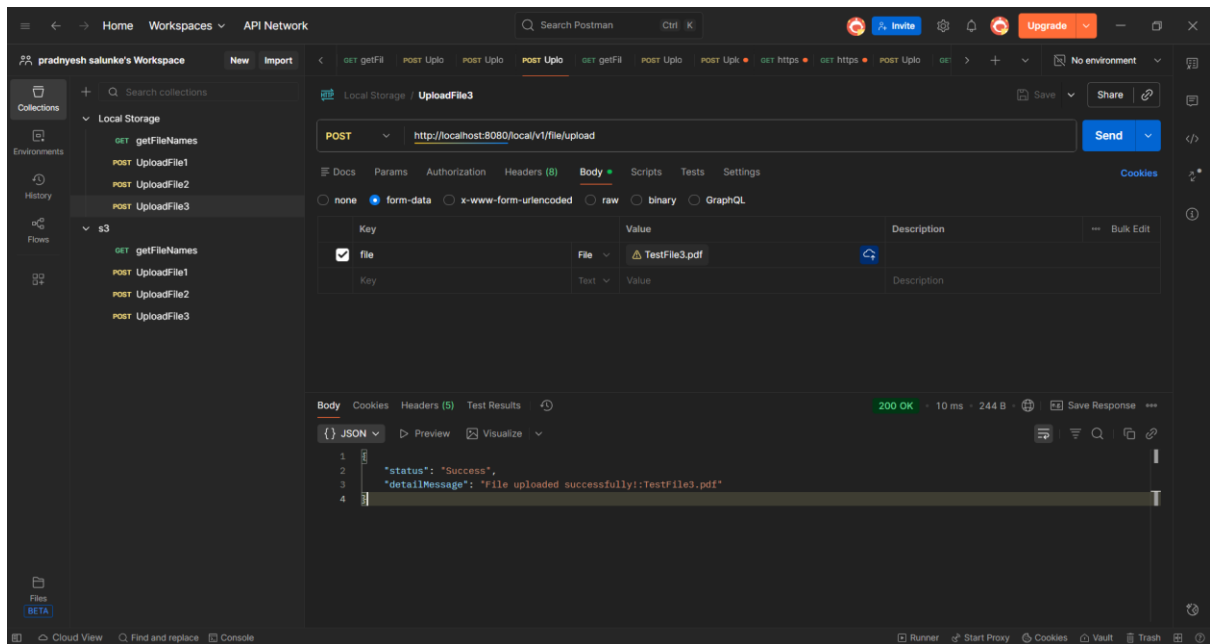 Home Workspaces API Network Search Postman Ctrl K Invite Upgrade
pradnyesh salunke's Workspace New Import
GET getFil POST Uplo POST Uplo POST Uplo GET getFil POST Uplo POST Uplc GET https GET https POST Uplo GE No environment
Collections
Environments
History
Flows
Files
BETA
Search collections
Local Storage
GET getFileNames
POST UploadFile1
POST UploadFile2
POST UploadFile3
s3
GET getFileNames
POST UploadFile1
POST UploadFile2
POST UploadFile3
HTTP Local Storage / UploadFile3 Save Share
POST http://localhost:8080/local/v1/file/upload Send
Docs Params Authorization Headers (8) Body Scripts Tests Settings Cookies
none form-data x-www-form-urlencoded raw binary GraphQL
Key Value Description Bulk Edit
file File TestFile3.pdf
Key Text Value Description
Body Cookies Headers (5) Test Results 200 OK 10 ms 244 B Save Response
{} JSON Preview Visualize
1 {
2 "status": "Success",
3 "detailMessage": "File uploaded successfully!:TestFile3.pdf"
4 }
Cloud View Find and replace Console Runner Start Proxy Cookies Vault Trash